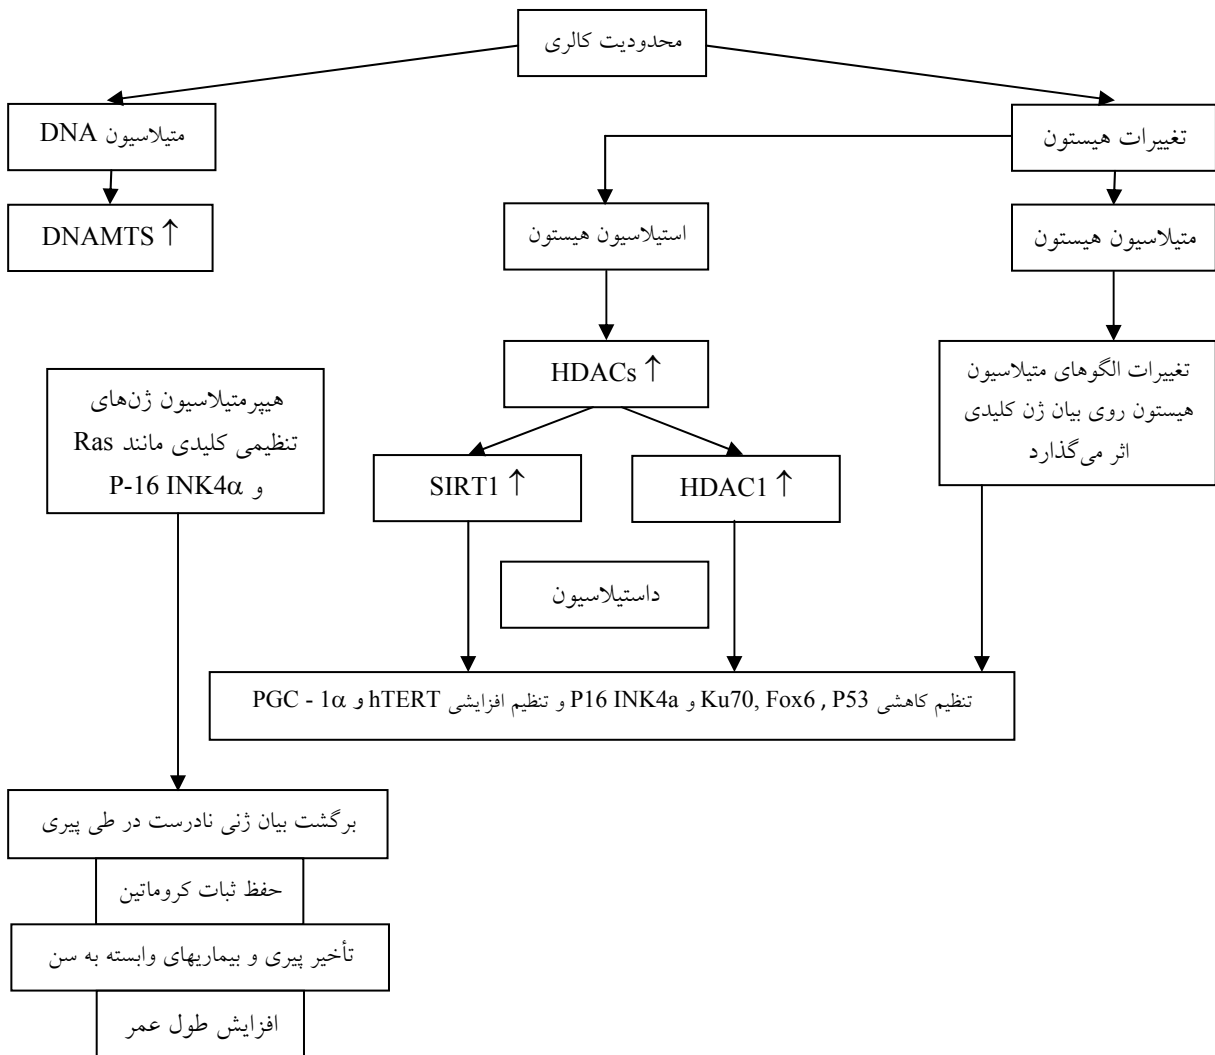 محدودیت کالری
متیلاسیون DNA
تغییرات هیستون
DNAMTS ↑
استیلاسیون هیستون
متیلاسیون هیستون
HDACs ↑
تغییرات الگوهای متیلاسیون
هیستون روی بیان ژن کلیدی
اثر می‌گذارد
هیپرمتیلاسیون ژن‌های
تنظیمی کلیدی مانند Ras
و P-16 INK4α
SIRT1 ↑
HDAC1 ↑
داستیلاسیون
تنظیم کاهشی Ku70, Fox6 , P53 و P16 INK4a و تنظیم افزایشی hTERT و PGC - 1α
برگشت بیان ژنی نادرست در طی پیری
حفظ ثبات کروماتین
تأخیر پیری و بیماریهای وابسته به سن
افزایش طول عمر